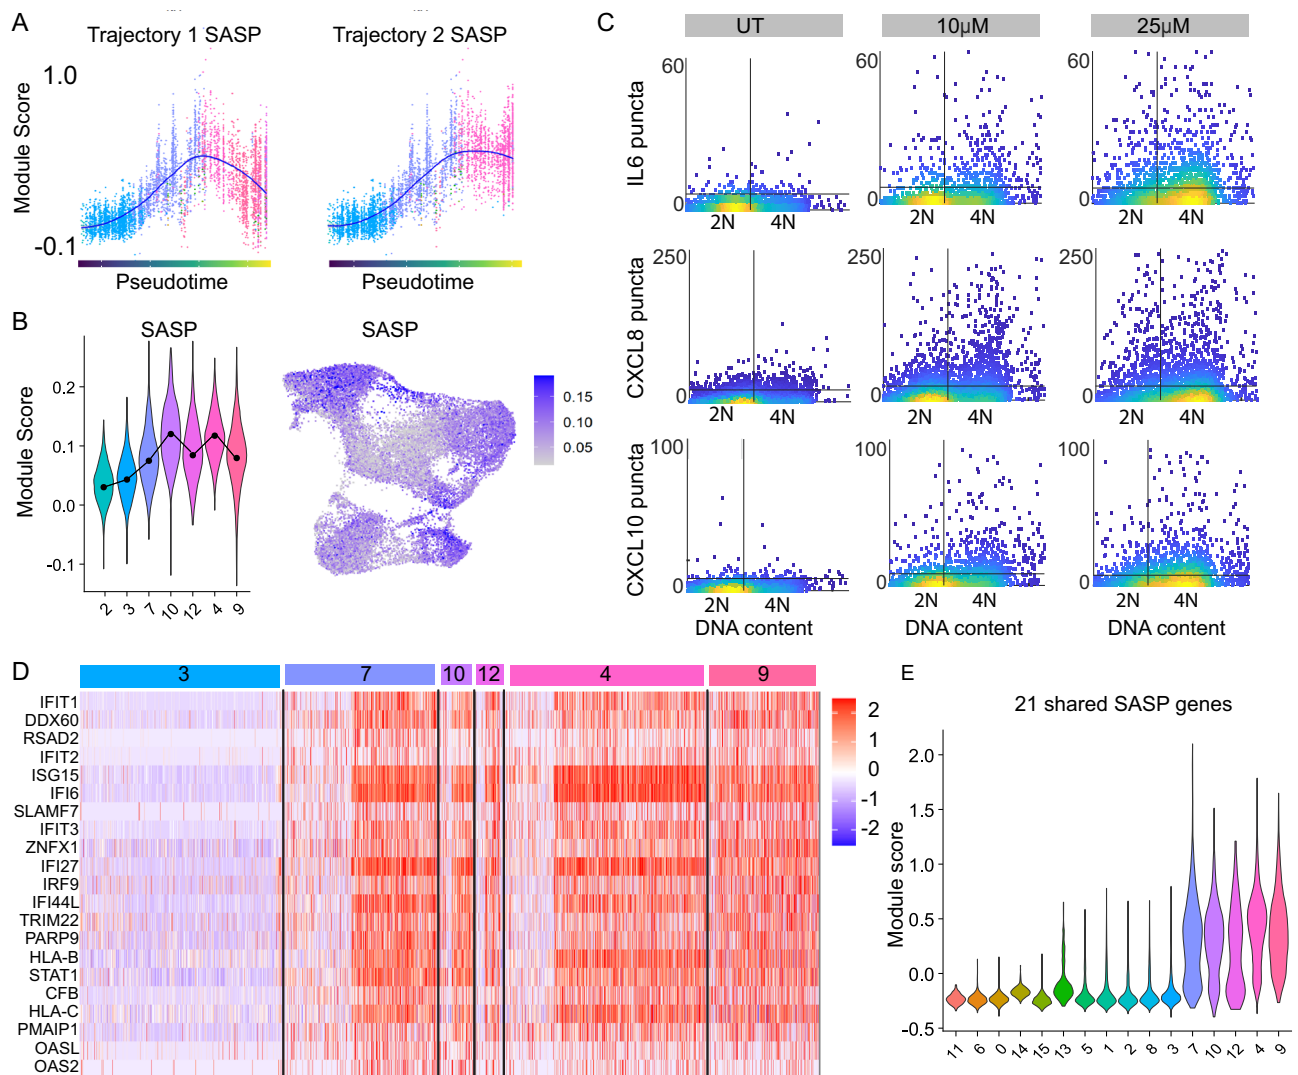 A
Trajectory 1 SASP
Trajectory 2 SASP
Module Score
1.0
-0.1
Pseudotime
Pseudotime
B
SASP
SASP
Module Score
0.2
0.1
0.0
-0.1
2 3 7 10 12 4 9
0.15
0.10
0.05
C
UT
10µM
25µM
IL6 puncta
60
0
2N 4N
60
0
2N 4N
60
0
2N 4N
CXCL8 puncta
250
0
2N 4N
250
0
2N 4N
250
0
2N 4N
CXCL10 puncta
100
0
2N 4N
100
0
2N 4N
100
0
2N 4N
DNA content
DNA content
DNA content
D
3 7 10 12 4 9
IFIT1
DDX60
RSAD2
IFIT2
ISG15
IFI6
SLAMF7
IFIT3
ZNFX1
IFI27
IRF9
IFI44L
TRIM22
PARP9
HLA-B
STAT1
CFB
HLA-C
PMAIP1
OASL
OAS2
2
1
0
-1
-2
E
21 shared SASP genes
Module score
2.0
1.5
1.0
0.5
0.0
-0.5
11 6 0 14 15 13 5 1 2 8 3 7 10 12 4 9